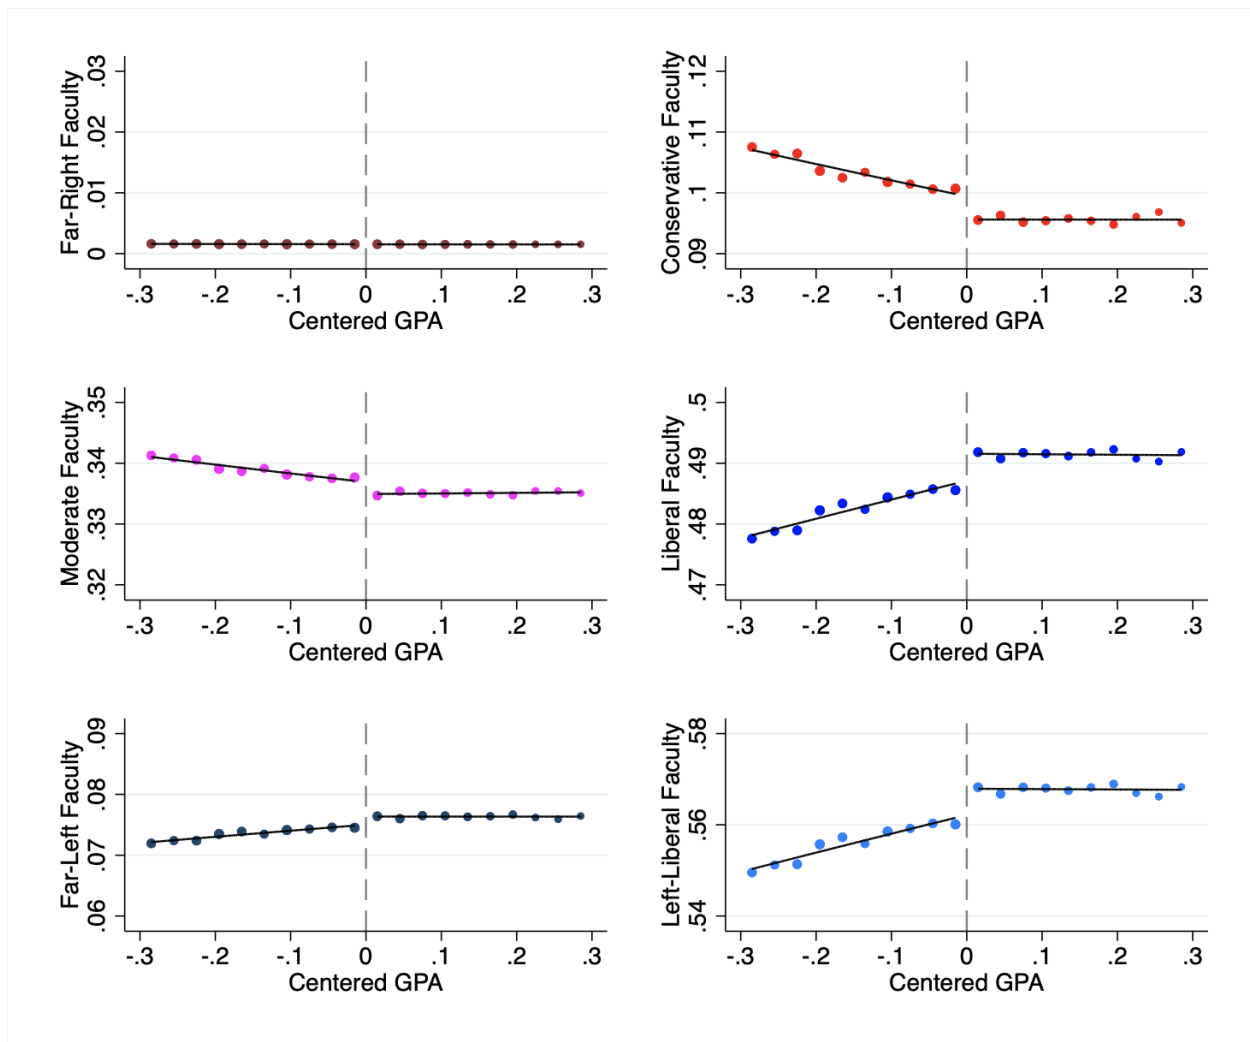 Far-Right Faculty
.03
.02
.01
0
-.3 -.2 -.1 0 .1 .2 .3
Centered GPA
Conservative Faculty
.12
.11
.1
.09
-.3 -.2 -.1 0 .1 .2 .3
Centered GPA
Moderate Faculty
.35
.34
.33
.32
-.3 -.2 -.1 0 .1 .2 .3
Centered GPA
Liberal Faculty
.5
.49
.48
.47
-.3 -.2 -.1 0 .1 .2 .3
Centered GPA
Far-Left Faculty
.09
.08
.07
.06
-.3 -.2 -.1 0 .1 .2 .3
Centered GPA
Left-Liberal Faculty
.58
.56
.54
-.3 -.2 -.1 0 .1 .2 .3
Centered GPA